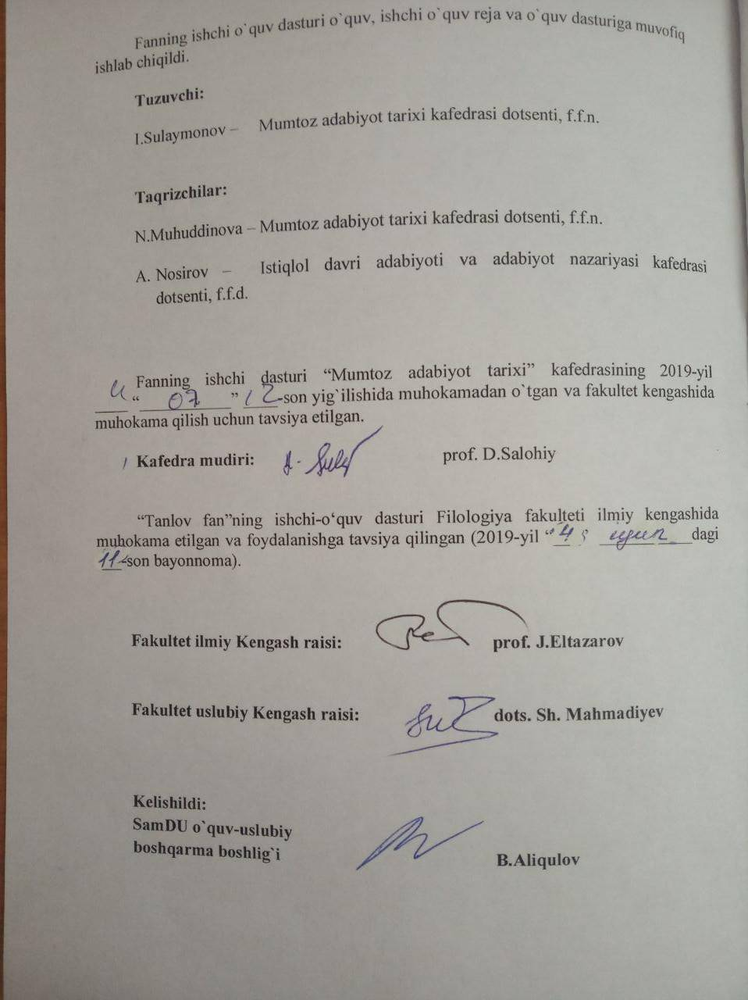 Fanning ishchi o`quv dasturi o`quv, ishchi o`quv reja va o`quv dasturiga muvofiq
ishlab chiqildi.
Tuzuvchi:
I.Sulaymonov – Mumtoz adabiyot tarixi kafedrasi dotsenti, f.f.n.
Taqrizchilar:
N.Muhuddinova – Mumtoz adabiyot tarixi kafedrasi dotsenti, f.f.n.
A. Nosirov – Istiqlol davri adabiyoti va adabiyot nazariyasi kafedrasi
dotsenti, f.f.d.
Fanning ishchi dasturi “Mumtoz adabiyot tarixi” kafedrasining 2019-yil
“ 07 ” 12-son yig`ilishida muhokamadan o`tgan va fakultet kengashida
muhokama qilish uchun tavsiya etilgan.
Kafedra mudiri: prof. D.Salohiy
“Tanlov fan”ning ishchi-o‘quv dasturi Filologiya fakulteti ilmiy kengashida
muhokama etilgan va foydalanishga tavsiya qilingan (2019-yil “4 июл dagi
11-son bayonnoma).
Fakultet ilmiy Kengash raisi: prof. J.Eltazarov
Fakultet uslubiy Kengash raisi: dots. Sh. Mahmadiyev
Kelishildi:
SamDU o`quv-uslubiy
boshqarma boshlig`i
B.Aliqulov